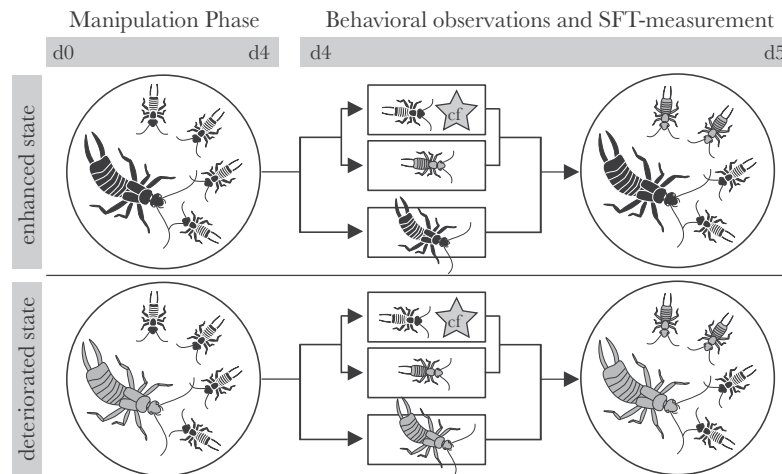 Manipulation Phase
Behavioral observations and SFT-measurement
d0
d4
d4
d5
enhanced state
cf
deteriorated state
cf